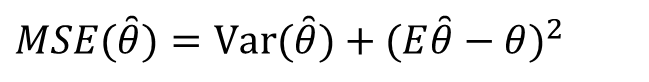 𝑀𝑆𝐸(𝜃̂) = Var(𝜃̂) + (𝐸𝜃̂ − 𝜃)²